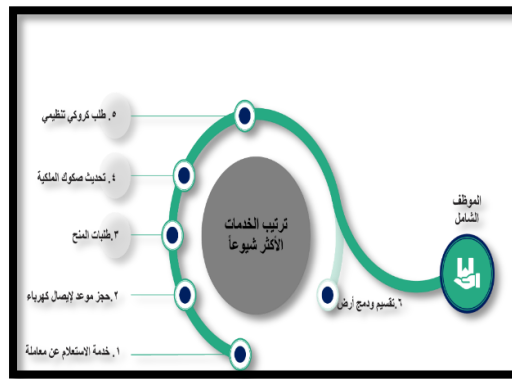 الموظف
الشامل
ترتيب الخدمات
الأكثر شيوعاً
١. خدمة الاستعلام عن معاملة
٢. حجز موعد لإيصال كهرباء
٣. طلبات المنح
٤. تحديث صكوك الملكية
٥. طلب كروكي تنظيمي
٦. تقسيم ودمج أرض